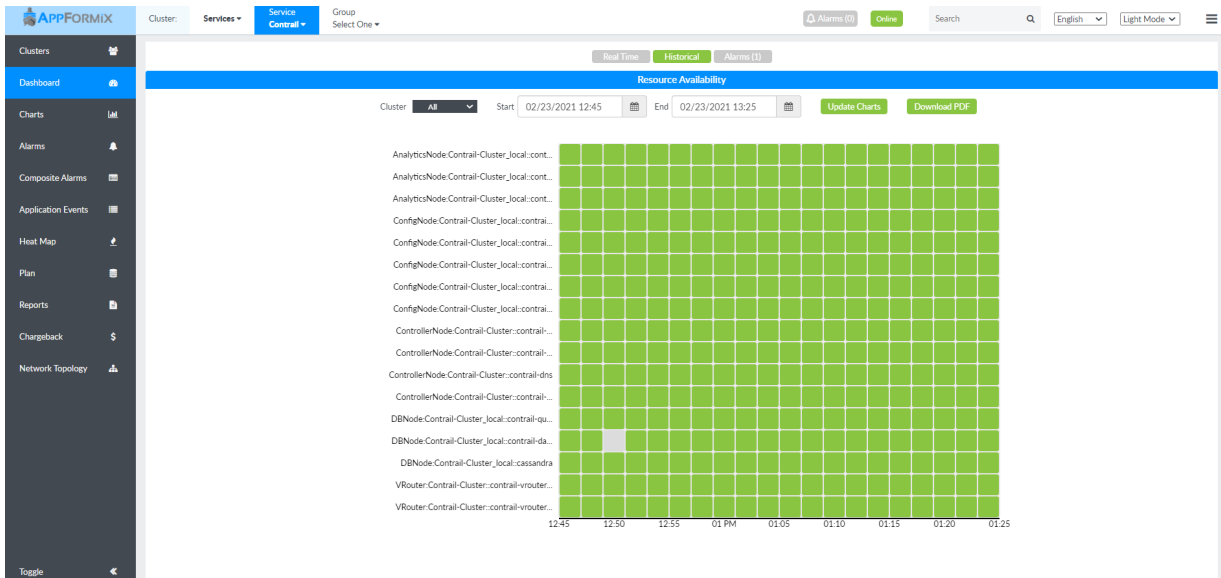 APPFORMIX
Cluster:
Services
Service
Contrail
Group
Select One
Alarms (0)
Online
Search
English
Light Mode
Clusters
Dashboard
Charts
Alarms
Composite Alarms
Application Events
Heat Map
Plan
Reports
Chargeback
Network Topology
Toggle
Real Time
Historical
Alarms (1)
Resource Availability
Cluster All Start 02/23/2021 12:45 End 02/23/2021 13:25 Update Charts Download PDF
AnalyticsNode:Contrail-Cluster_local::cont...
AnalyticsNode:Contrail-Cluster_local::cont...
AnalyticsNode:Contrail-Cluster_local::cont...
ConfigNode:Contrail-Cluster_local::contrai...
ConfigNode:Contrail-Cluster_local::contrai...
ConfigNode:Contrail-Cluster_local::contrai...
ConfigNode:Contrail-Cluster_local::contrai...
ConfigNode:Contrail-Cluster_local::contrai...
ControllerNode:Contrail-Cluster::contrail-...
ControllerNode:Contrail-Cluster::contrail-...
ControllerNode:Contrail-Cluster::contrail-dns
ControllerNode:Contrail-Cluster::contrail-...
DBNode:Contrail-Cluster_local::contrail-qu...
DBNode:Contrail-Cluster_local::contrail-da...
DBNode:Contrail-Cluster_local::cassandra
VRouter:Contrail-Cluster::contrail-vrouter...
VRouter:Contrail-Cluster::contrail-vrouter...
12:45 12:50 12:55 01 PM 01:05 01:10 01:15 01:20 01:25